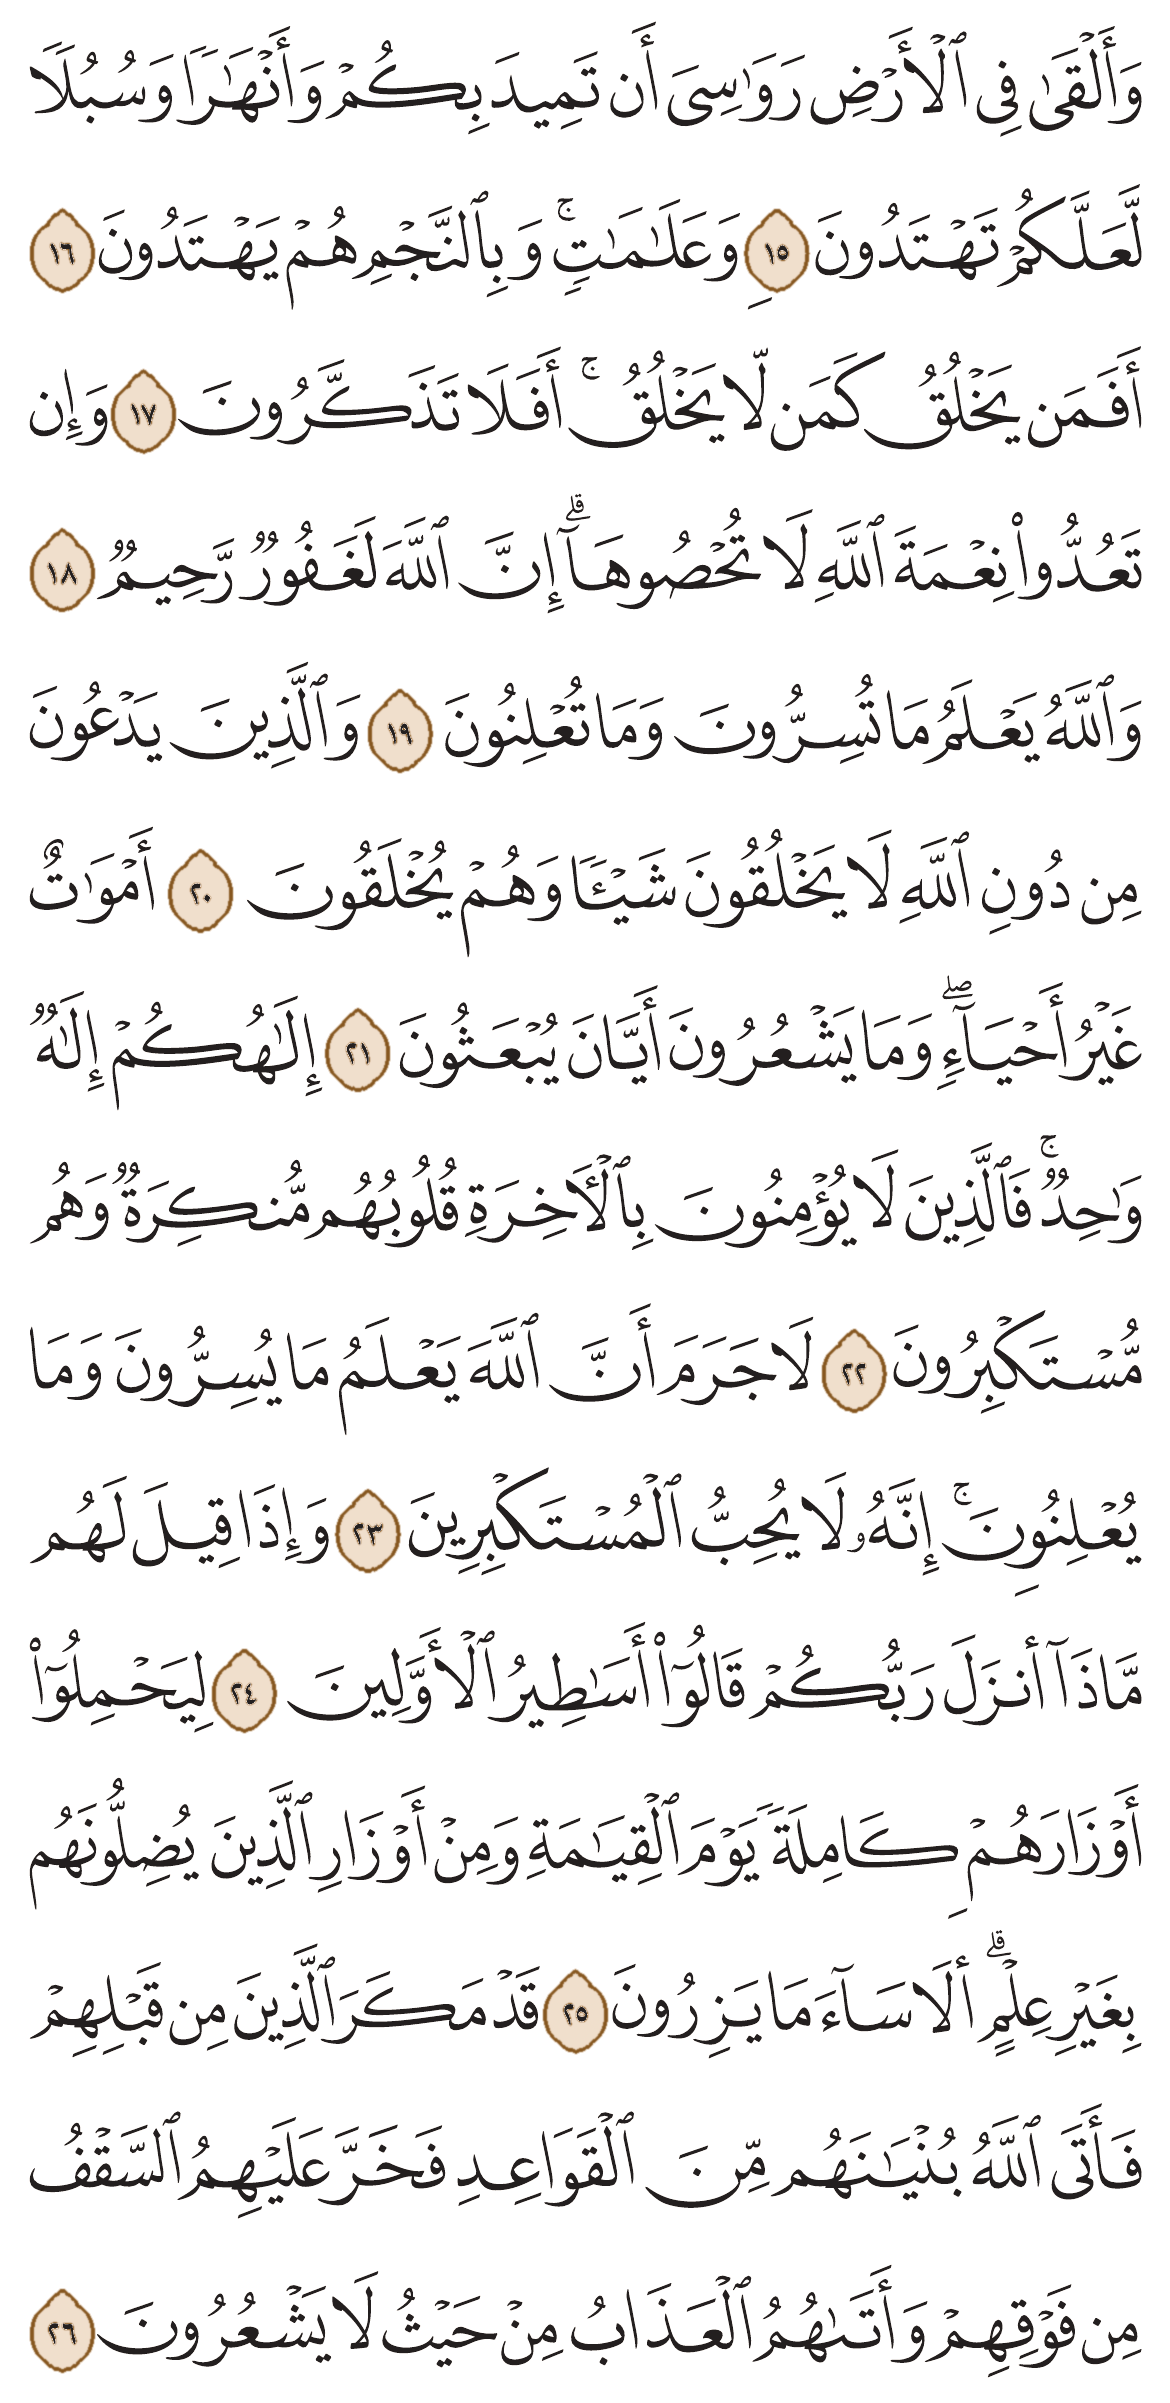 وَأَلۡقَىٰ فِي ٱلۡأَرۡضِ رَوَٰسِيَ أَن تَمِيدَ بِكُمۡ وَأَنۡهَٰرٗا وَسُبُلٗا
لَّعَلَّكُمۡ تَهۡتَدُونَ ١٥ وَعَلَٰمَٰتٖۚ وَبِٱلنَّجۡمِ هُمۡ يَهۡتَدُونَ ١٦
أَفَمَن يَخۡلُقُ كَمَن لَّا يَخۡلُقُۚ أَفَلَا تَذَكَّرُونَ ١٧ وَإِن
تَعُدُّواْ نِعۡمَةَ ٱللَّهِ لَا تُحۡصُوهَآۗ إِنَّ ٱللَّهَ لَغَفُورٞ رَّحِيمٞ ١٨
وَٱللَّهُ يَعۡلَمُ مَا تُسِرُّونَ وَمَا تُعۡلِنُونَ ١٩ وَٱلَّذِينَ يَدۡعُونَ
مِن دُونِ ٱللَّهِ لَا يَخۡلُقُونَ شَيۡـٔٗا وَهُمۡ يُخۡلَقُونَ ٢٠ أَمۡوَٰتٌ
غَيۡرُ أَحۡيَآءٖۖ وَمَا يَشۡعُرُونَ أَيَّانَ يُبۡعَثُونَ ٢١ إِلَٰهُكُمۡ إِلَٰهٞ
وَٰحِدٞۚ فَٱلَّذِينَ لَا يُؤۡمِنُونَ بِٱلۡأٓخِرَةِ قُلُوبُهُم مُّنكِرَةٞ وَهُم
مُّسۡتَكۡبِرُونَ ٢٢ لَا جَرَمَ أَنَّ ٱللَّهَ يَعۡلَمُ مَا يُسِرُّونَ وَمَا
يُعۡلِنُونَۚ إِنَّهُۥ لَا يُحِبُّ ٱلۡمُسۡتَكۡبِرِينَ ٢٣ وَإِذَا قِيلَ لَهُم
مَّاذَآ أَنزَلَ رَبُّكُمۡ قَالُوٓاْ أَسَٰطِيرُ ٱلۡأَوَّلِينَ ٢٤ لِيَحۡمِلُوٓاْ
أَوۡزَارَهُمۡ كَامِلَةٗ يَوۡمَ ٱلۡقِيَٰمَةِ وَمِنۡ أَوۡزَارِ ٱلَّذِينَ يُضِلُّونَهُم
بِغَيۡرِ عِلۡمٍۗ أَلَا سَآءَ مَا يَزِرُونَ ٢٥ قَدۡ مَكَرَ ٱلَّذِينَ مِن قَبۡلِهِمۡ
فَأَتَى ٱللَّهُ بُنۡيَٰنَهُم مِّنَ ٱلۡقَوَاعِدِ فَخَرَّ عَلَيۡهِمُ ٱلسَّقۡفُ
مِن فَوۡقِهِمۡ وَأَتَىٰهُمُ ٱلۡعَذَابُ مِنۡ حَيۡثُ لَا يَشۡعُرُونَ ٢٦